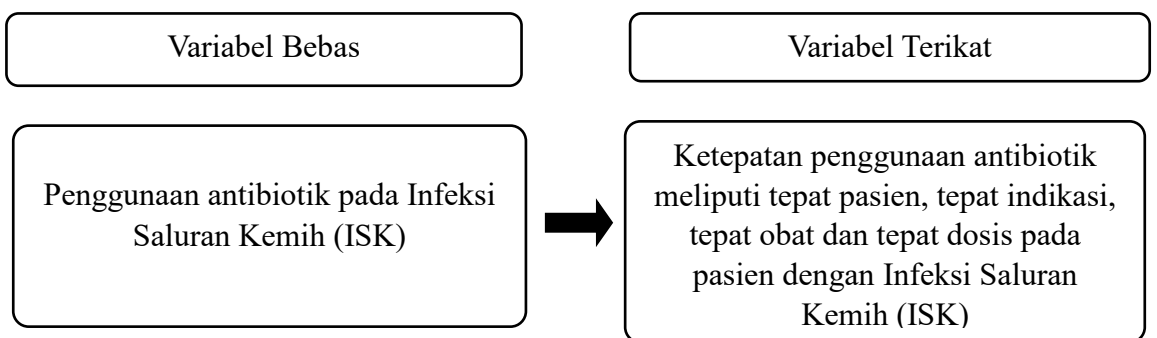 Variabel Bebas
Variabel Terikat
Penggunaan antibiotik pada Infeksi
Saluran Kemih (ISK)
Ketepatan penggunaan antibiotik
meliputi tepat pasien, tepat indikasi,
tepat obat dan tepat dosis pada
pasien dengan Infeksi Saluran
Kemih (ISK)